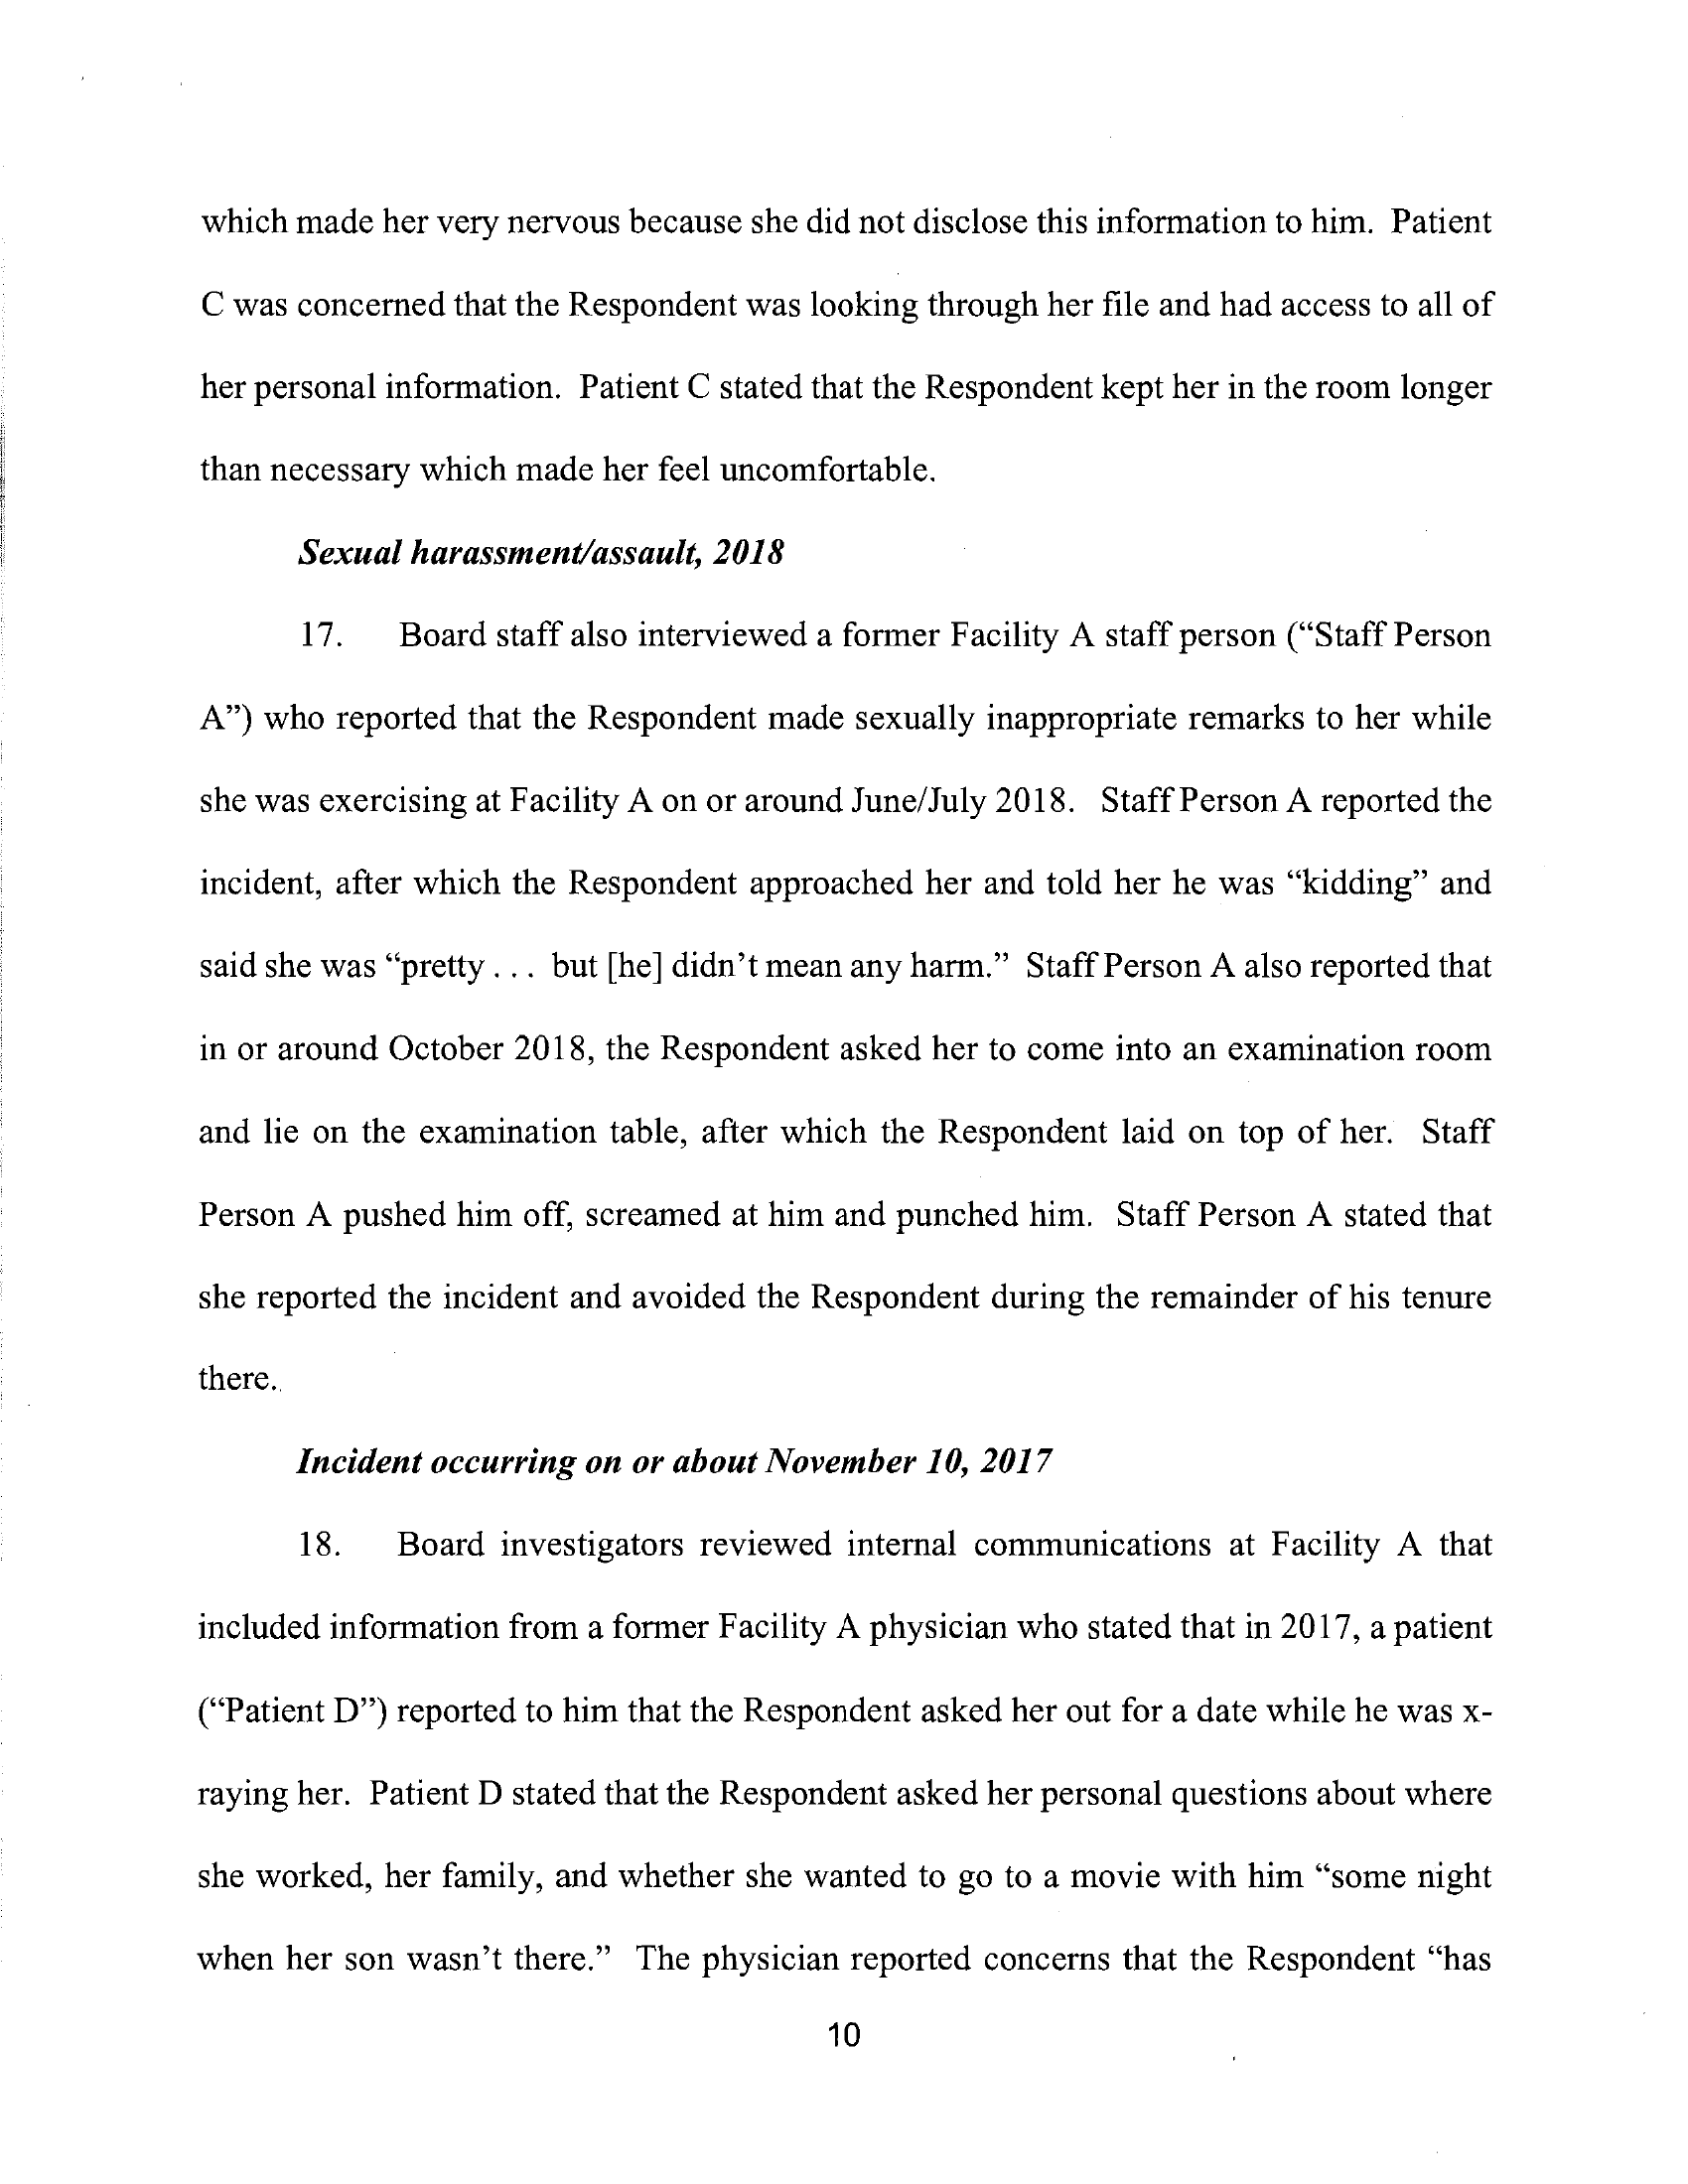 which made her very nervous because she did not disclose this information to him. Patient
C was concerned that the Respondent was looking through her file and had access to all of
her personal information. Patient C stated that the Respondent kept her in the room longer
than necessary which made her feel uncomfortable.
Sexual harassment/assault, 2018
17. Board staff also interviewed a former Facility A staff person (“Staff Person
A”) who reported that the Respondent made sexually inappropriate remarks to her while
she was exercising at Facility A on or around June/July 2018. Staff Person A reported the
incident, after which the Respondent approached her and told her he was “kidding” and
said she was “pretty . . . but [he] didn’t mean any harm.” Staff Person A also reported that
in or around October 2018, the Respondent asked her to come into an examination room
and lie on the examination table, after which the Respondent laid on top of her. Staff
Person A pushed him off, screamed at him and punched him. Staff Person A stated that
she reported the incident and avoided the Respondent during the remainder of his tenure
there.
Incident occurring on or about November 10, 2017
18. Board investigators reviewed internal communications at Facility A that
included information from a former Facility A physician who stated that in 2017, a patient
(“Patient D”) reported to him that the Respondent asked her out for a date while he was x-
raying her. Patient D stated that the Respondent asked her personal questions about where
she worked, her family, and whether she wanted to go to a movie with him “some night
when her son wasn’t there.” The physician reported concerns that the Respondent “has
10